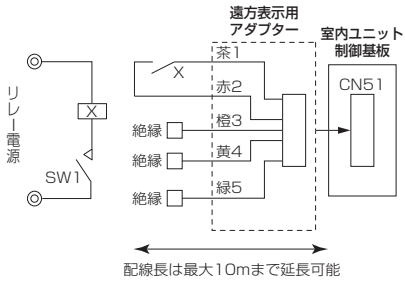 遠方表示用
アダプター
室内ユニット
制御基板
茶1
X
赤2
CN51
リレー電源
X
橙3
絶縁
黄4
絶縁
SW1
緑5
絶縁
配線長は最大10mまで延長可能